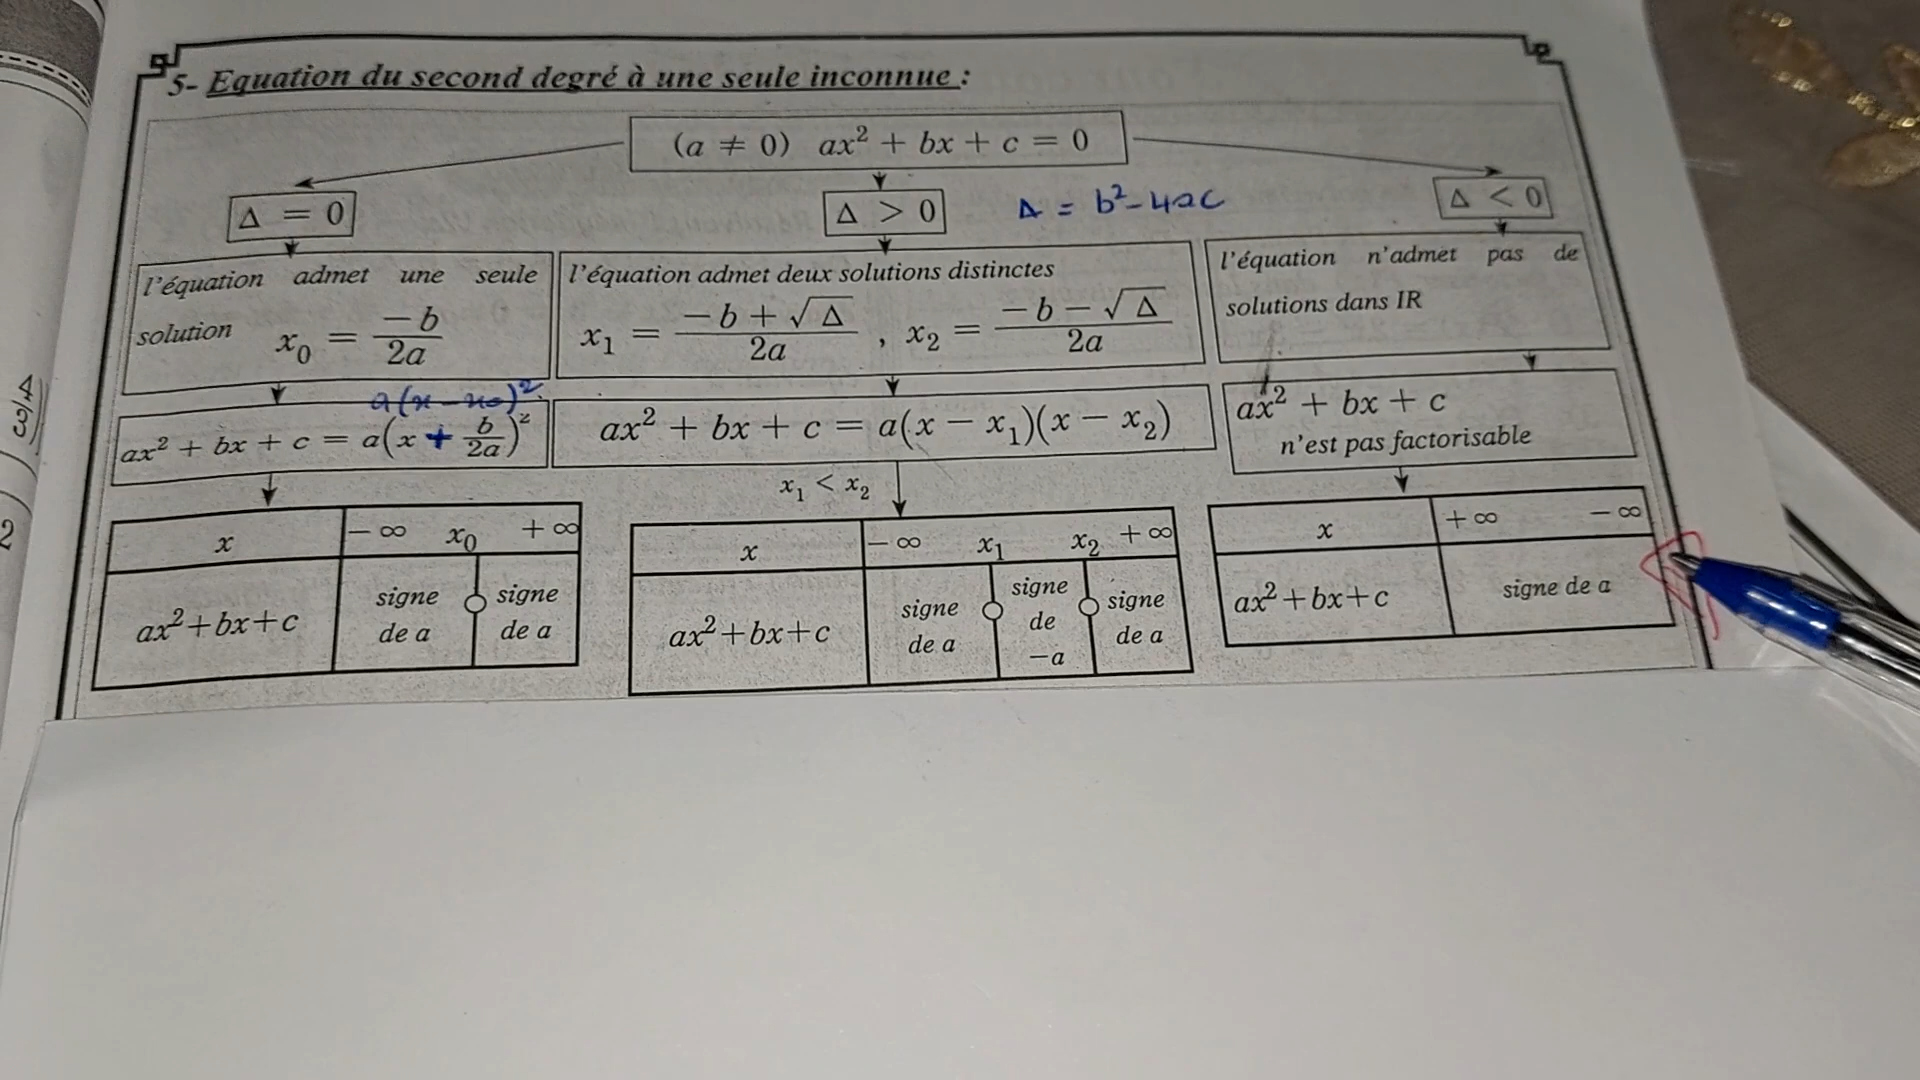 5- Equation du second degré à une seule inconnue :
(a ≠ 0) ax² + bx + c = 0
Δ = 0
Δ > 0
Δ = b² - 4ac
Δ < 0
l'équation admet une seule
solution x₀ = -b/2a
l'équation admet deux solutions distinctes
x₁ = (-b + √Δ)/2a , x₂ = (-b - √Δ)/2a
l'équation n'admet pas de
solutions dans IR
a(x - x₀)²
ax² + bx + c = a(x + b/2a)²
ax² + bx + c = a(x - x₁)(x - x₂)
ax² + bx + c
n'est pas factorisable
x₁ < x₂
x -∞ x₀ +∞
ax²+bx+c
signe
de a
signe
de a
x -∞ x₁ x₂ +∞
ax²+bx+c
signe
de a
signe
de
-a
signe
de a
x +∞ -∞
ax²+bx+c
signe de a
2